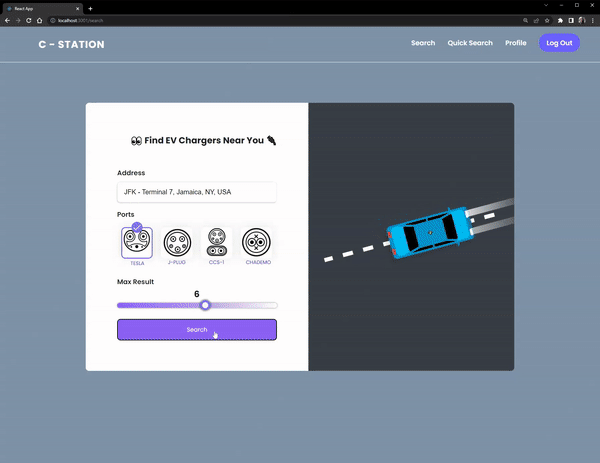 React App
localhost:3001/search
C - STATION
Search
Quick Search
Profile
Log Out
Find EV Chargers Near You
Address
JFK - Terminal 7, Jamaica, NY, USA
Ports
TESLA
J-PLUG
CCS-1
CHADEMO
Max Result
6
Search